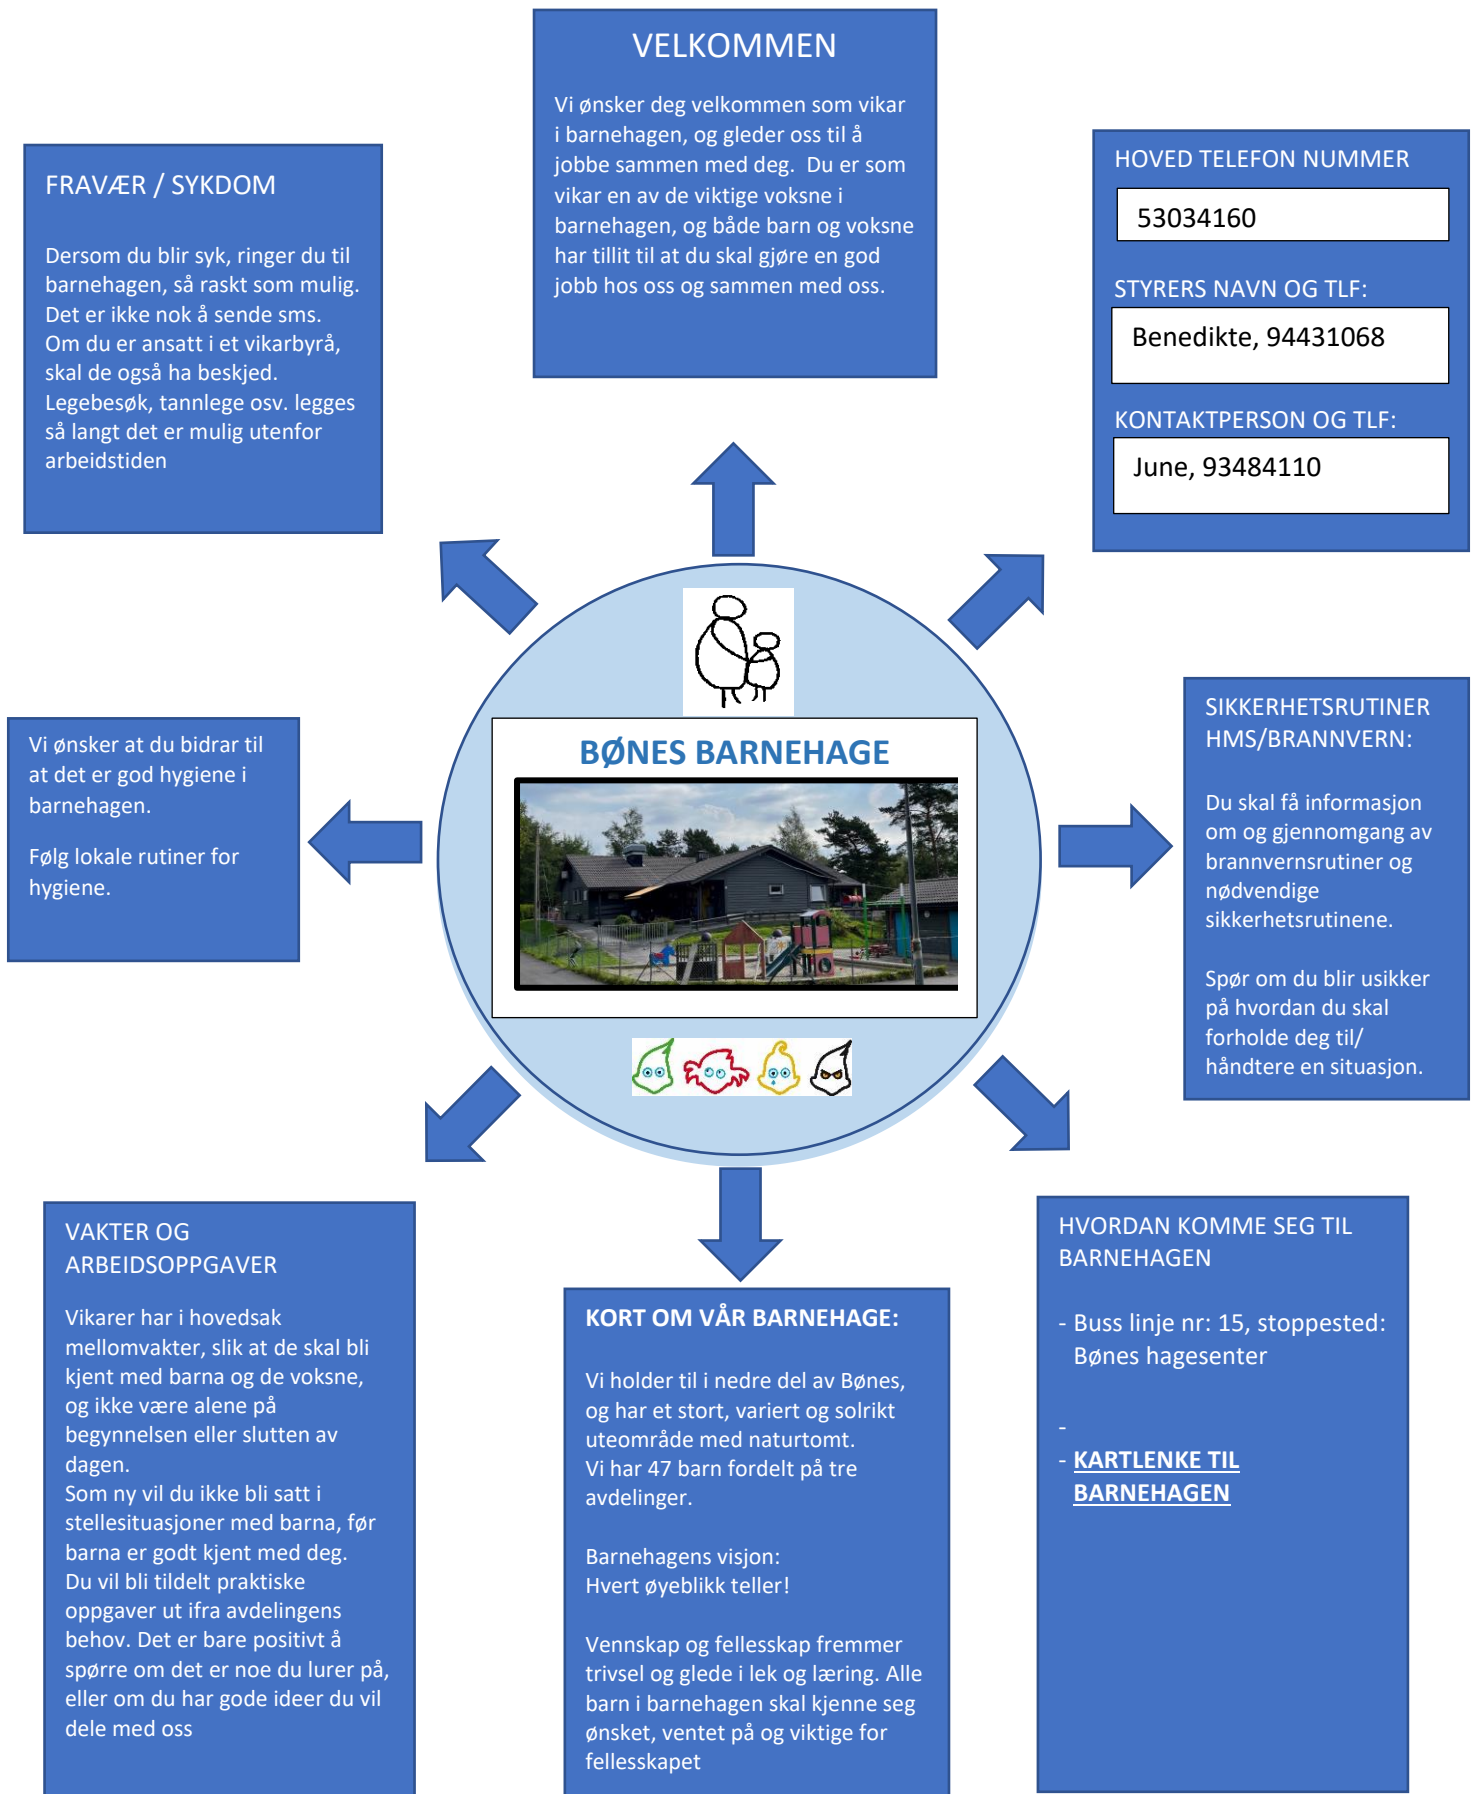 VELKOMMEN
Vi ønsker deg velkommen som vikar
i barnehagen, og gleder oss til å
jobbe sammen med deg.  Du er som
vikar en av de viktige voksne i
barnehagen, og både barn og voksne
har tillit til at du skal gjøre en god
jobb hos oss og sammen med oss.
FRAVÆR / SYKDOM
Dersom du blir syk, ringer du til
barnehagen, så raskt som mulig.
Det er ikke nok å sende sms.
Om du er ansatt i et vikarbyrå,
skal de også ha beskjed.
Legebesøk, tannlege osv. legges
så langt det er mulig utenfor
arbeidstiden
HOVED TELEFON NUMMER
53034160
STYRERS NAVN OG TLF:
Benedikte, 94431068
KONTAKTPERSON OG TLF:
June, 93484110
Vi ønsker at du bidrar til
at det er god hygiene i
barnehagen.
Følg lokale rutiner for
hygiene.
BØNES BARNEHAGE
SIKKERHETSRUTINER
HMS/BRANNVERN:
Du skal få informasjon
om og gjennomgang av
brannvernsrutiner og
nødvendige
sikkerhetsrutinene.
Spør om du blir usikker
på hvordan du skal
forholde deg til/
håndtere en situasjon.
VAKTER OG
ARBEIDSOPPGAVER
Vikarer har i hovedsak
mellomvakter, slik at de skal bli
kjent med barna og de voksne,
og ikke være alene på
begynnelsen eller slutten av
dagen.
Som ny vil du ikke bli satt i
stellesituasjoner med barna, før
barna er godt kjent med deg.
Du vil bli tildelt praktiske
oppgaver ut ifra avdelingens
behov. Det er bare positivt å
spørre om det er noe du lurer på,
eller om du har gode ideer du vil
dele med oss
KORT OM VÅR BARNEHAGE:
Vi holder til i nedre del av Bønes,
og har et stort, variert og solrikt
uteområde med naturtomt.
Vi har 47 barn fordelt på tre
avdelinger.
Barnehagens visjon:
Hvert øyeblikk teller!
Vennskap og fellesskap fremmer
trivsel og glede i lek og læring. Alle
barn i barnehagen skal kjenne seg
ønsket, ventet på og viktige for
fellesskapet
HVORDAN KOMME SEG TIL
BARNEHAGEN
- Buss linje nr: 15, stoppested:
Bønes hagesenter
-
- KARTLENKE TIL
BARNEHAGEN